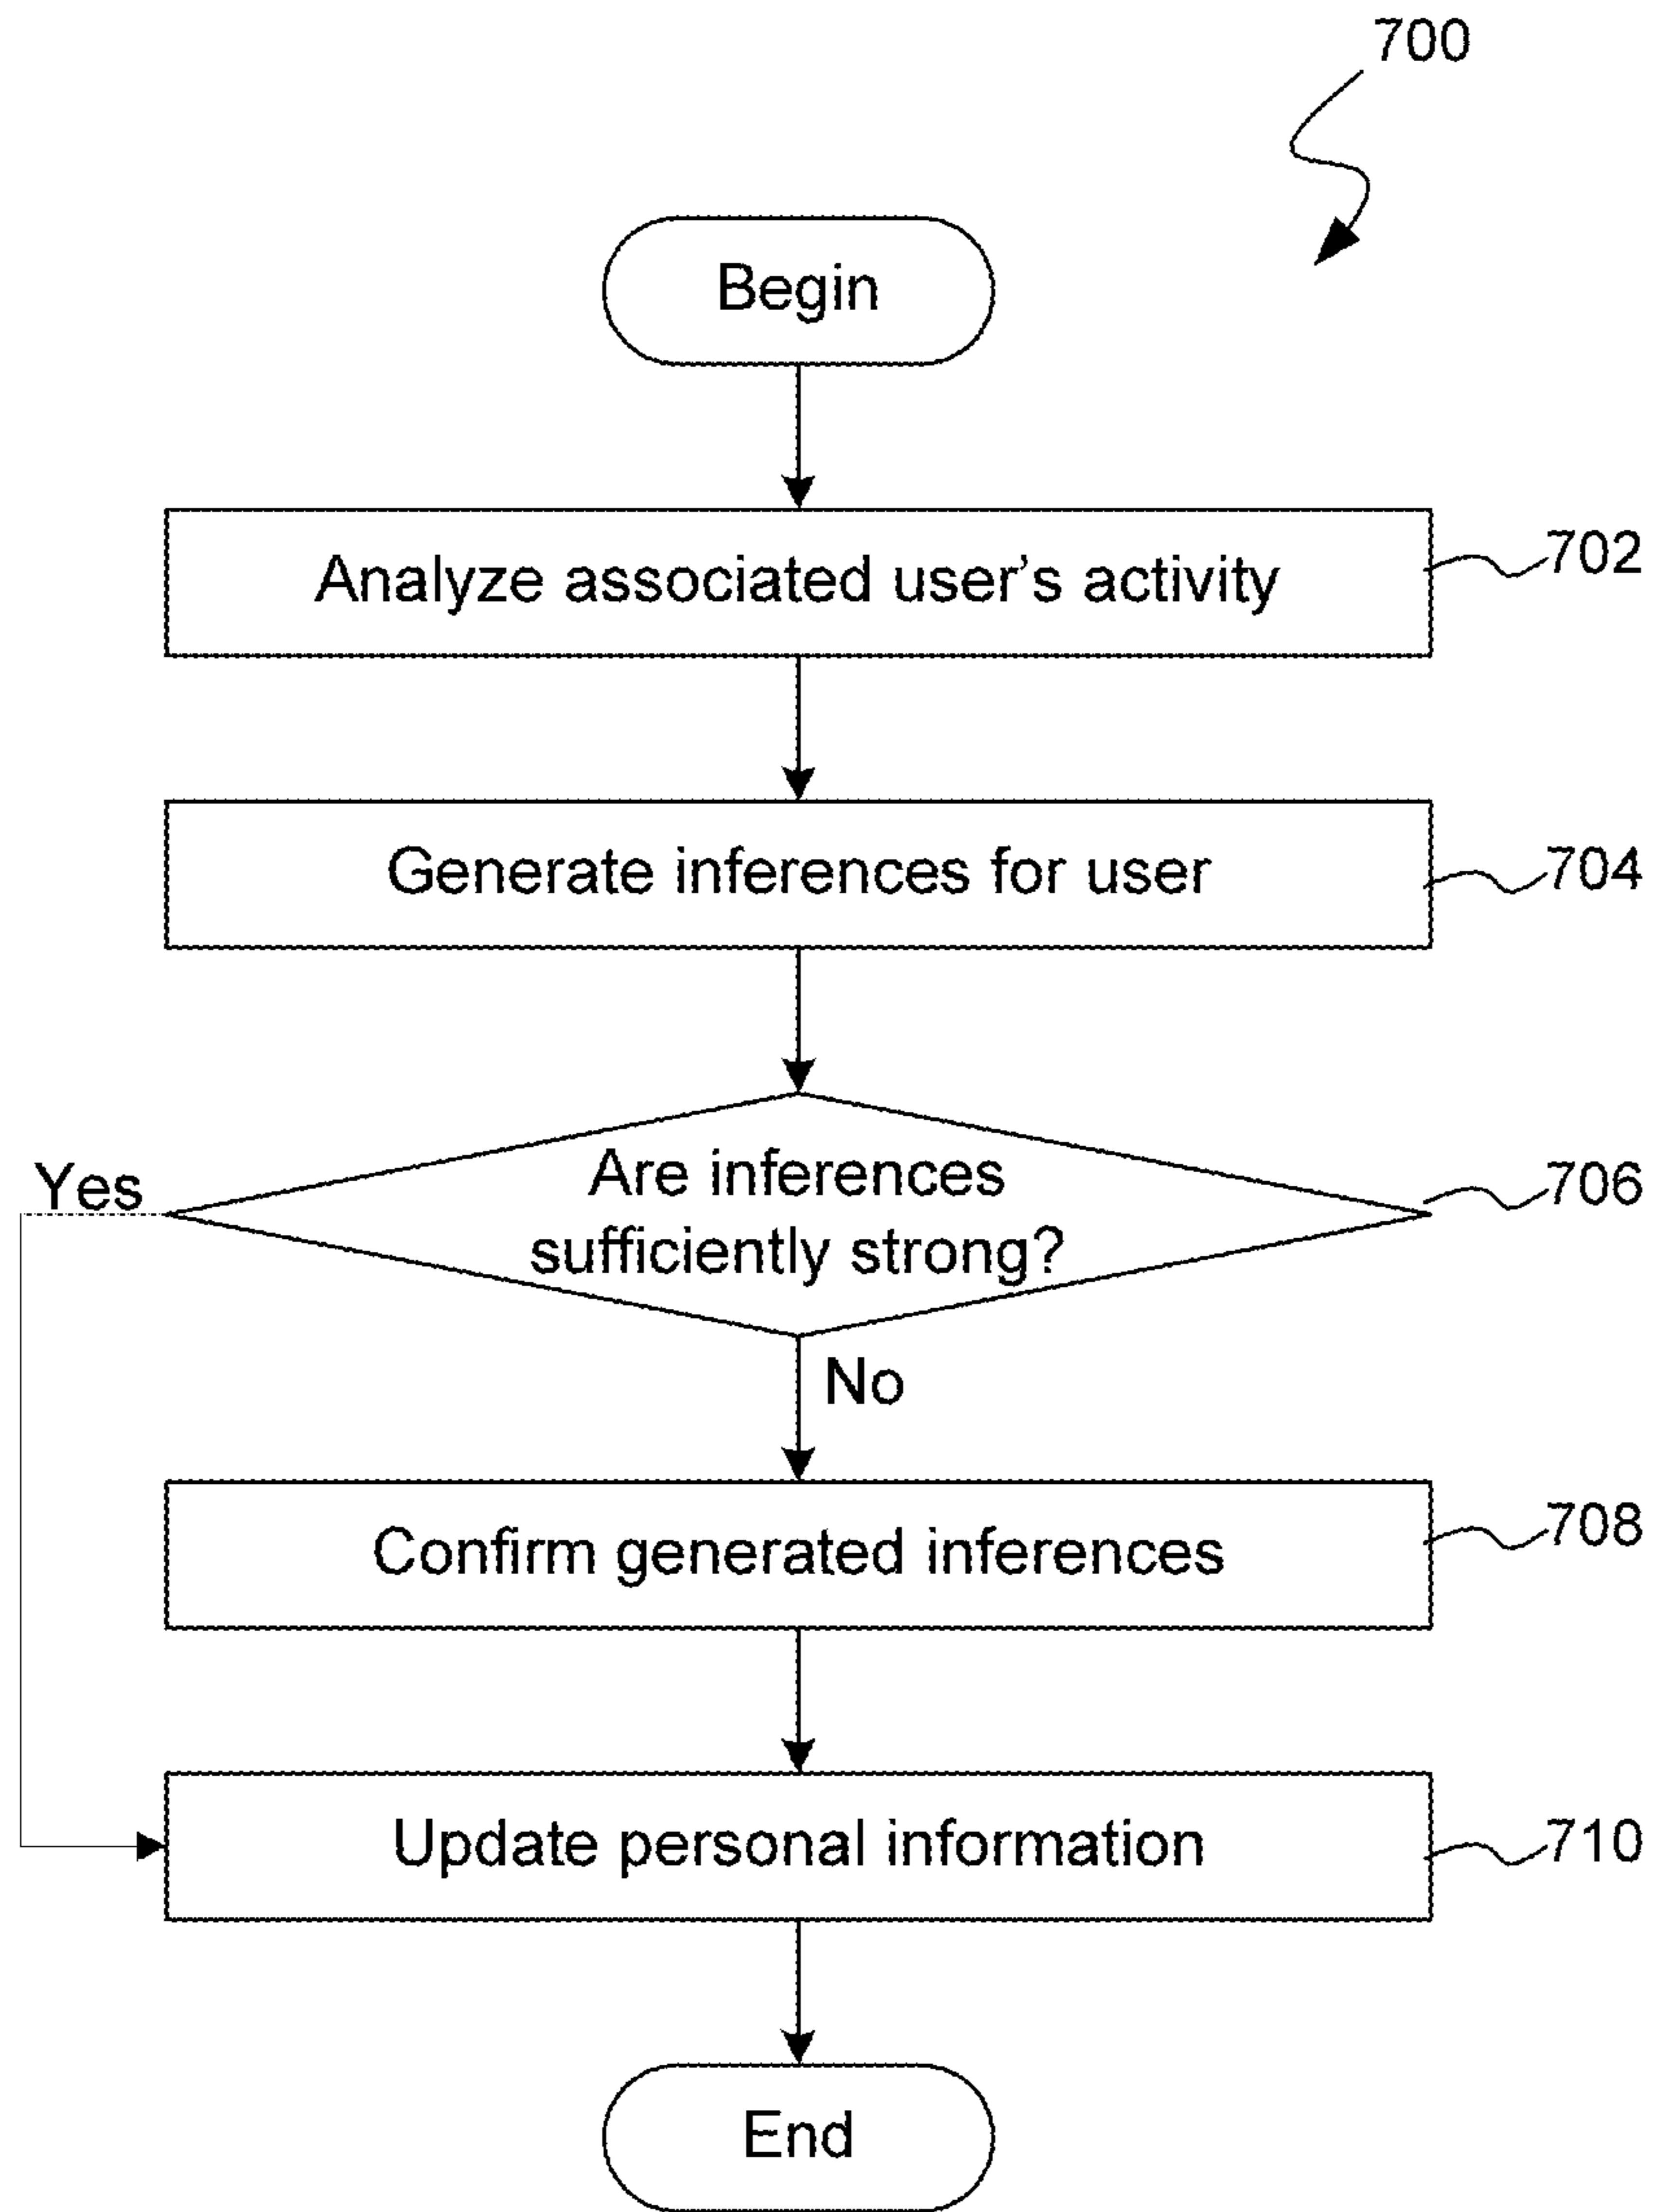 700
Begin
Analyze associated user’s activity
702
Generate inferences for user
704
Yes
Are inferences
sufficiently strong?
706
No
Confirm generated inferences
708
Update personal information
710
End